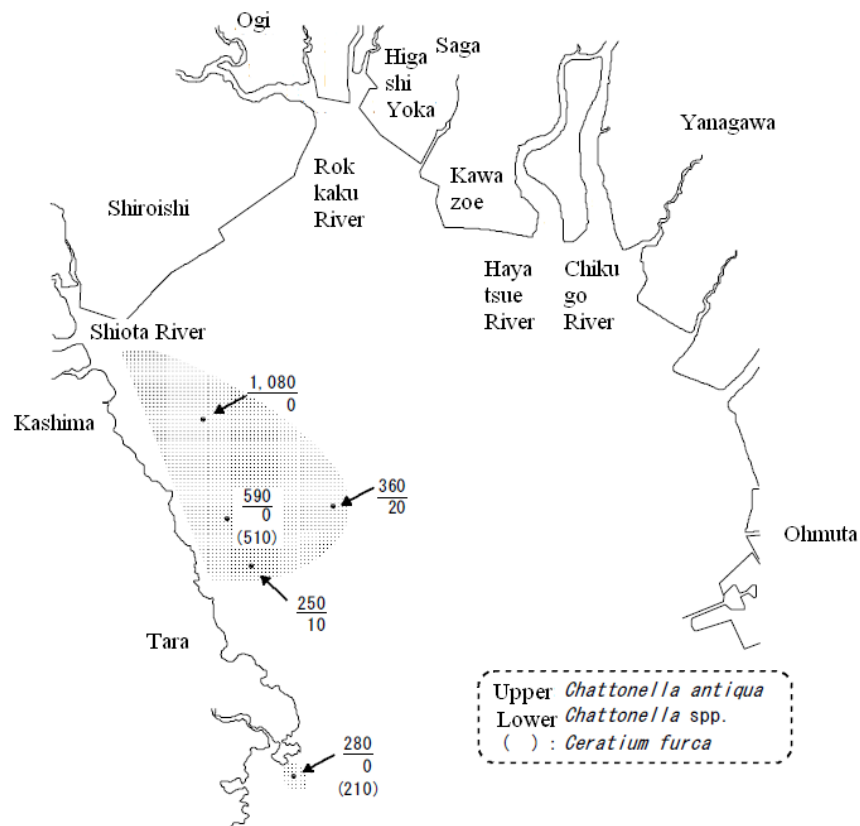 Ogi
Higa
shi
Yoka
Saga
Yanagawa
Rok
kaku
River
Kawa
zoe
Shiroishi
Haya
tsue
River
Chiku
go
River
Shiota River
Kashima
1,080
0
360
20
590
0
(510)
Ohmuta
250
10
Tara
Upper Chattonella antiqua
Lower Chattonella spp.
( ) : Ceratium furca
280
0
(210)